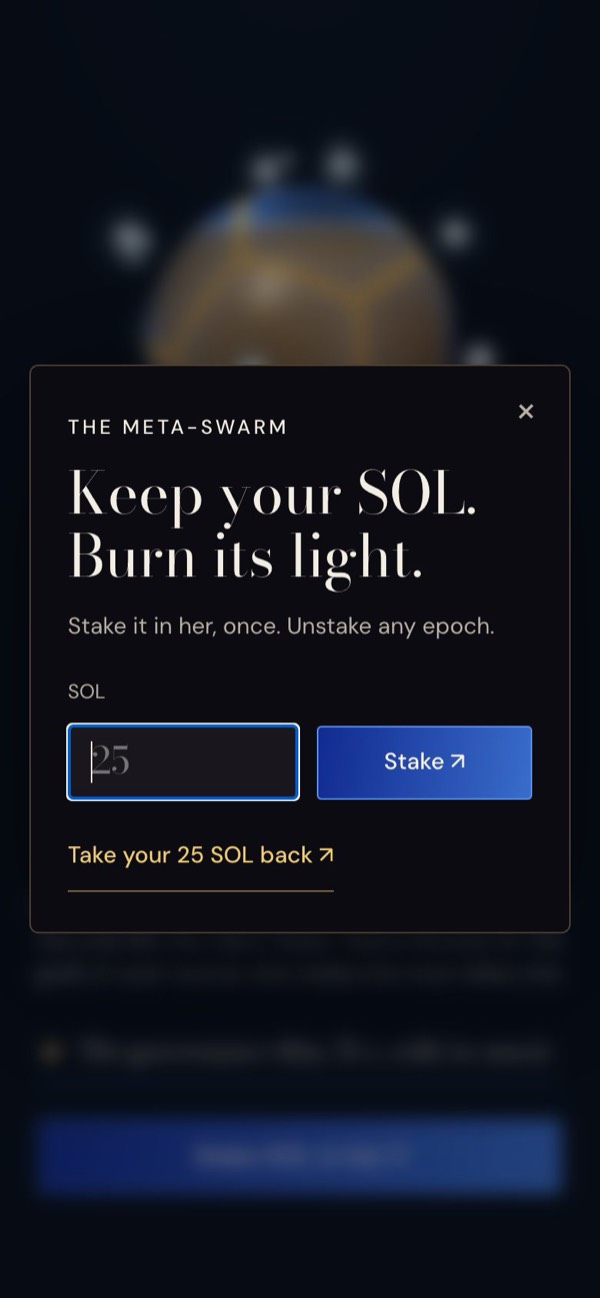 THE META-SWARM
×
Keep your SOL.
Burn its light.
Stake it in her, once. Unstake any epoch.
SOL
25
Stake ↗
Take your 25 SOL back ↗